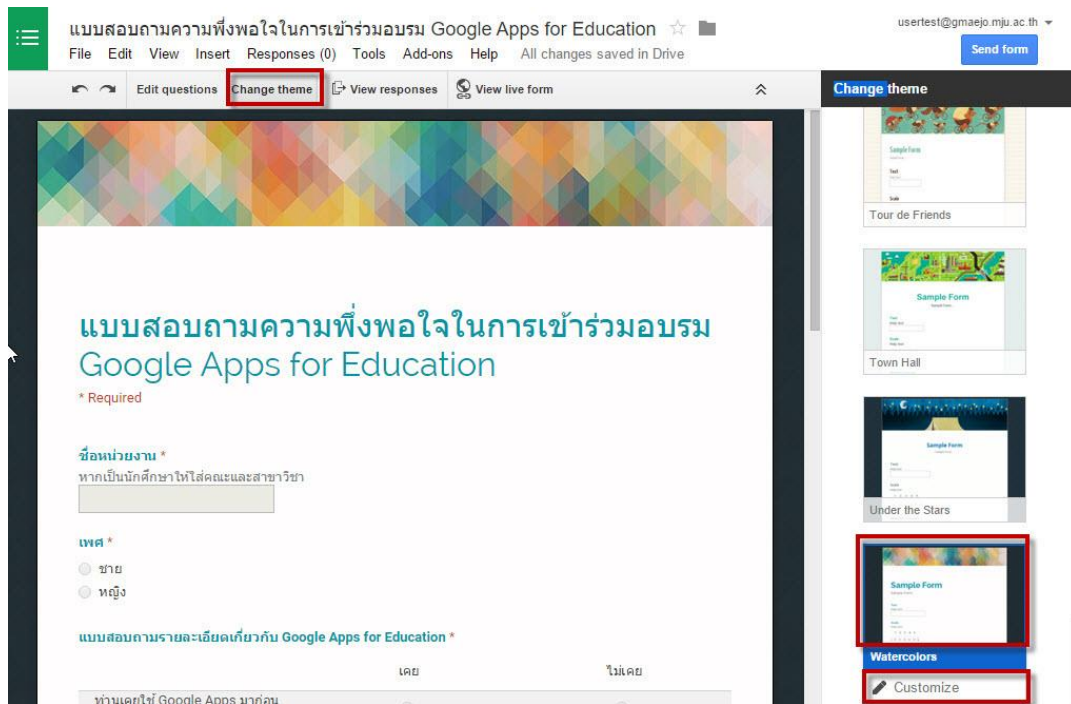 แบบสอบถามความพึ่งพอใจในการเข้าร่วมอบรม Google Apps for Education
usertest@gmaejo.mju.ac.th
File Edit View Insert Responses (0) Tools Add-ons Help All changes saved in Drive
Send form
Edit questions Change theme View responses View live form
Change theme
แบบสอบถามความพึ่งพอใจในการเข้าร่วมอบรม
Google Apps for Education
* Required
ชื่อหน่วยงาน *
หากเป็นนักศึกษาให้ใส่คณะและสาขาวิชา
เพศ *
ชาย
หญิง
แบบสอบถามรายละเอียดเกี่ยวกับ Google Apps for Education *
เคย ไม่เคย
ท่านเคยใช้ Google Apps มาก่อน
Sample Form
Text
Scale
Tour de Friends
Sample Form
Town Hall
Sample Form
Under the Stars
Sample Form
Watercolors
Customize